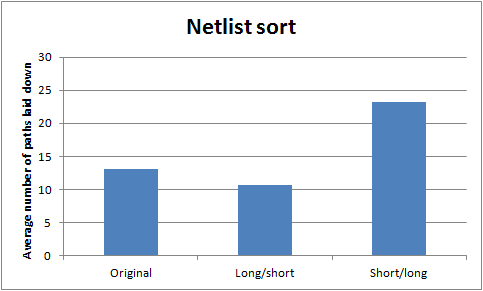 Netlist sort
Average number of paths laid down
30
25
20
15
10
5
0
Original
Long/short
Short/long